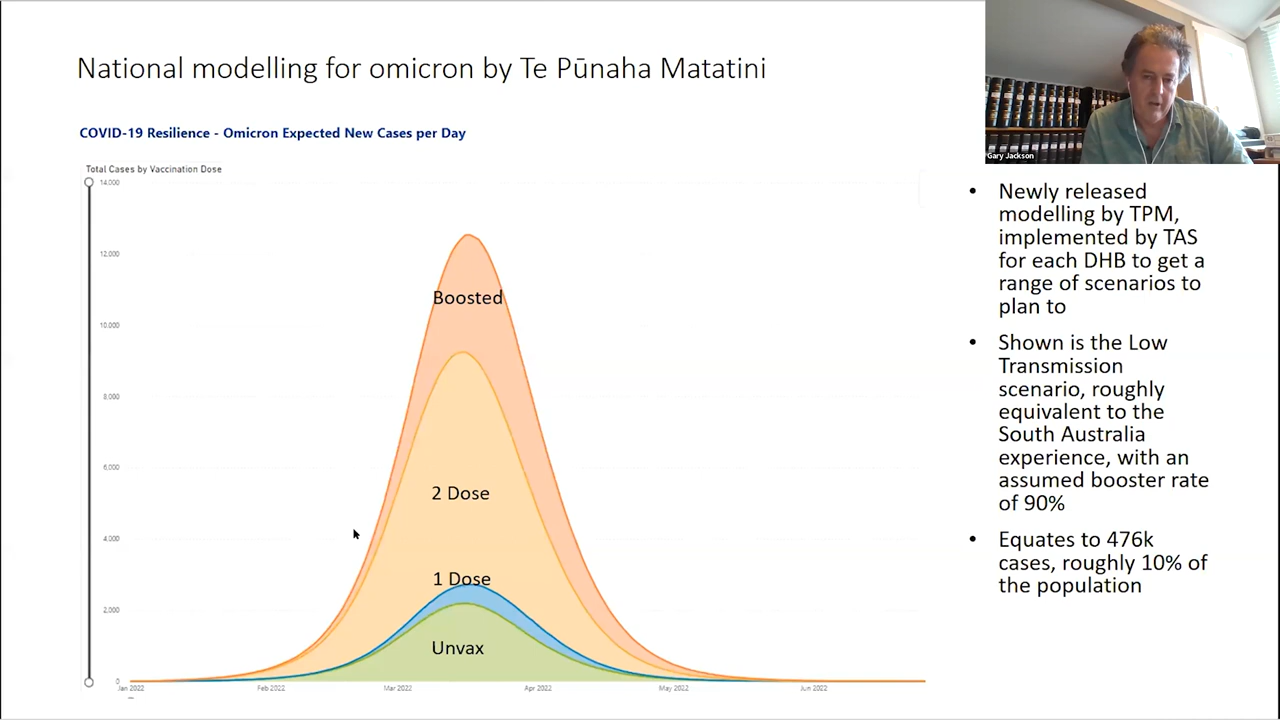 National modelling for omicron by Te Pūnaha Matatini
COVID-19 Resilience - Omicron Expected New Cases per Day
Total Cases by Vaccination Dose
14,000
12,000
10,000
8,000
6,000
4,000
2,000
0
Boosted
2 Dose
1 Dose
Unvax
Jan 2022
Feb 2022
Mar 2022
Apr 2022
May 2022
Jun 2022
Gary Jackson
• Newly released
modelling by TPM,
implemented by TAS
for each DHB to get a
range of scenarios to
plan to
• Shown is the Low
Transmission
scenario, roughly
equivalent to the
South Australia
experience, with an
assumed booster rate
of 90%
• Equates to 476k
cases, roughly 10% of
the population